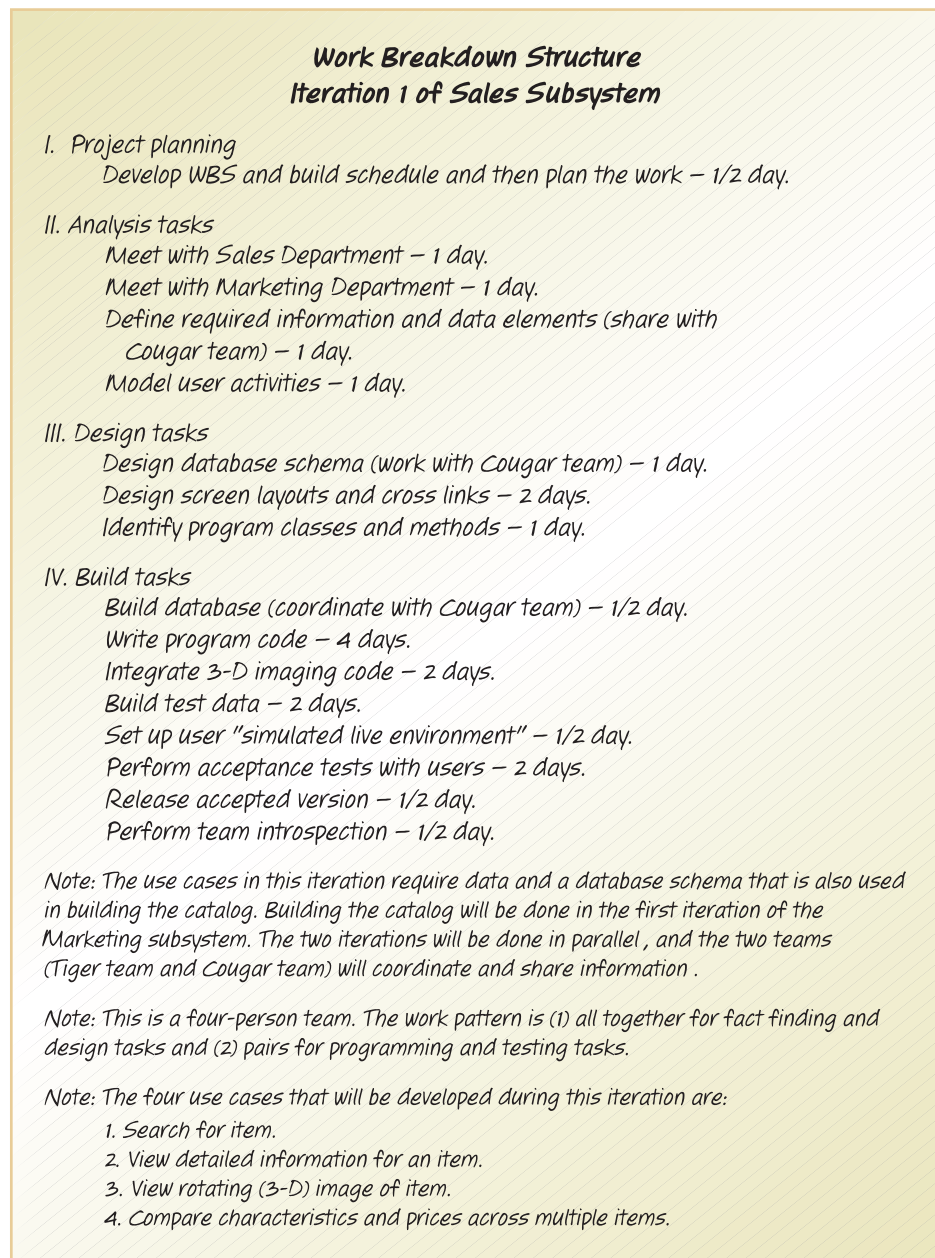 Work Breakdown Structure
Iteration 1 of Sales Subsystem
I. Project planning
Develop WBS and build schedule and then plan the work – 1/2 day.
II. Analysis tasks
Meet with Sales Department – 1 day.
Meet with Marketing Department – 1 day.
Define required information and data elements (share with
Cougar team) – 1 day.
Model user activities – 1 day.
III. Design tasks
Design database schema (work with Cougar team) – 1 day.
Design screen layouts and cross links – 2 days.
Identify program classes and methods – 1 day.
IV. Build tasks
Build database (coordinate with Cougar team) – 1/2 day.
Write program code – 4 days.
Integrate 3-D imaging code – 2 days.
Build test data – 2 days.
Set up user "simulated live environment" – 1/2 day.
Perform acceptance tests with users – 2 days.
Release accepted version – 1/2 day.
Perform team introspection – 1/2 day.
Note: The use cases in this iteration require data and a database schema that is also used
in building the catalog. Building the catalog will be done in the first iteration of the
Marketing subsystem. The two iterations will be done in parallel , and the two teams
(Tiger team and Cougar team) will coordinate and share information .
Note: This is a four-person team. The work pattern is (1) all together for fact finding and
design tasks and (2) pairs for programming and testing tasks.
Note: The four use cases that will be developed during this iteration are:
1. Search for item.
2. View detailed information for an item.
3. View rotating (3-D) image of item.
4. Compare characteristics and prices across multiple items.